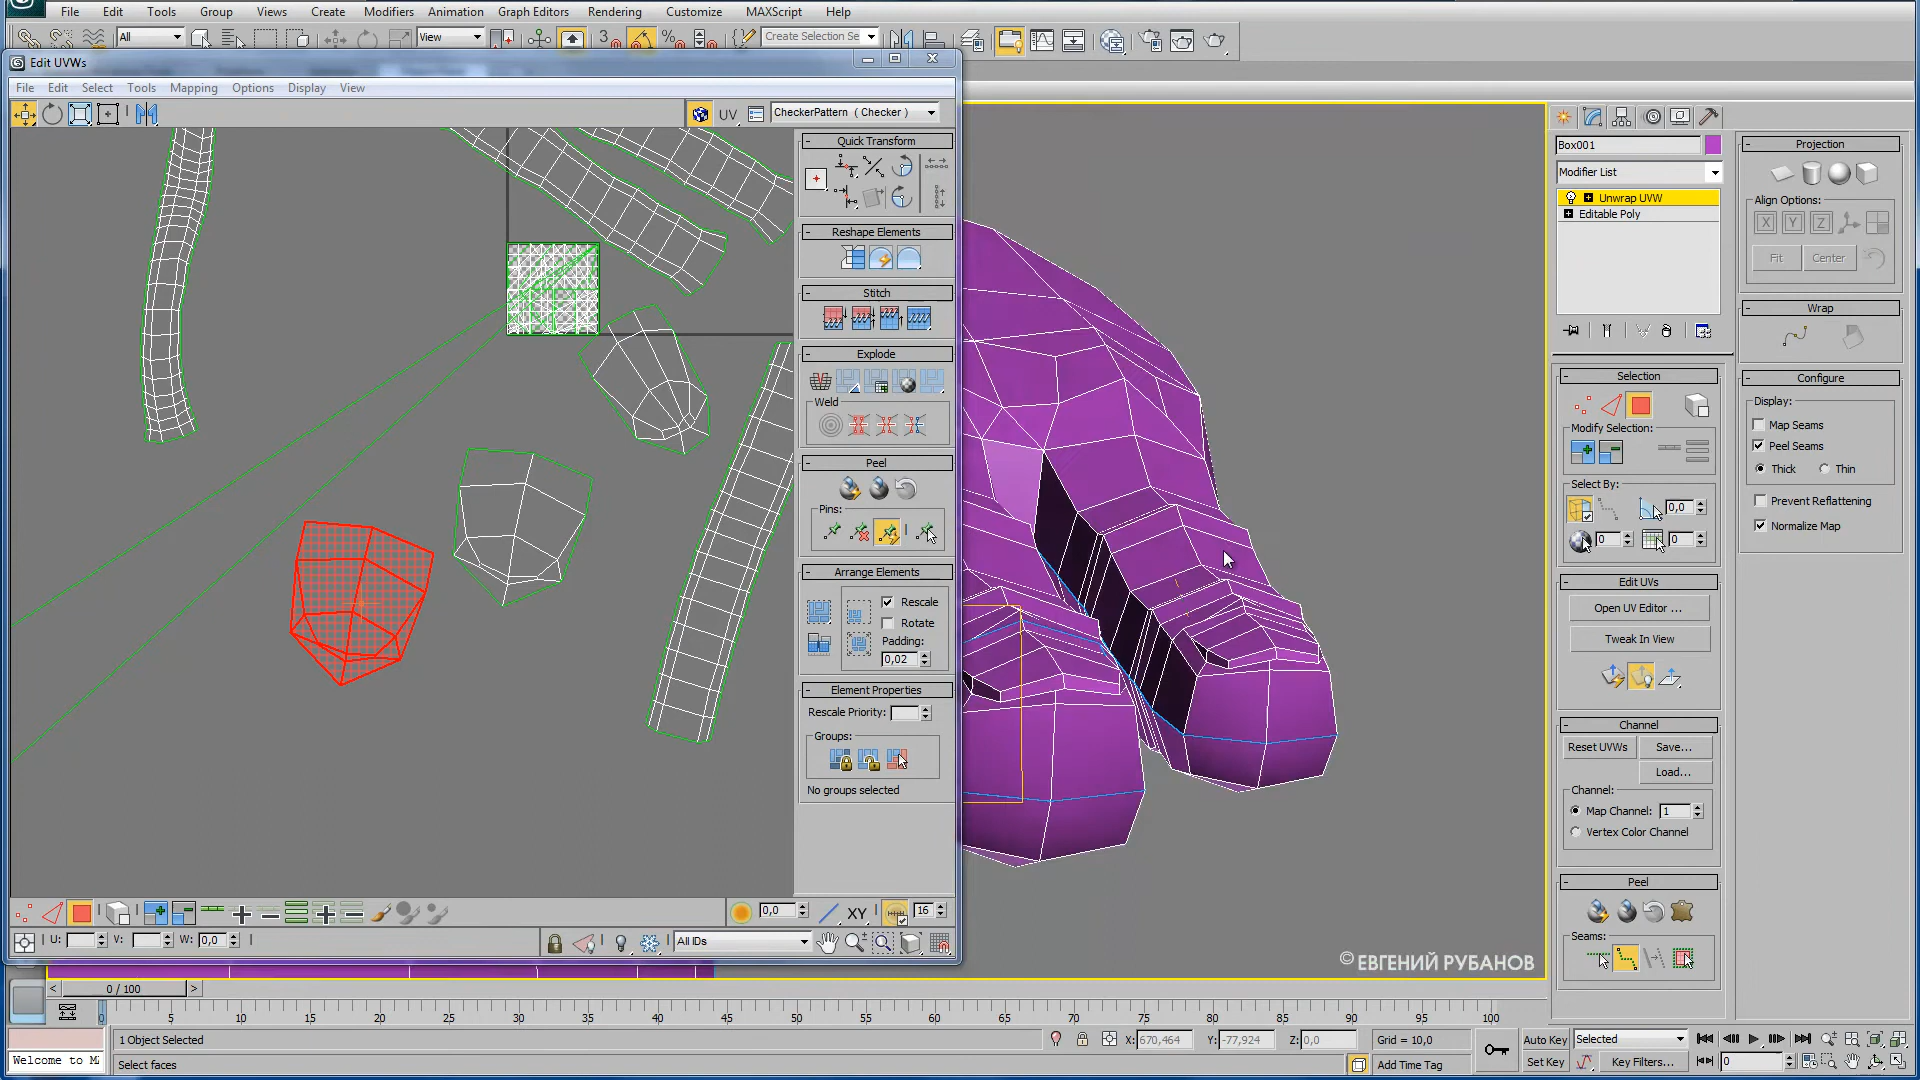 File Edit Tools Group Views Create Modifiers Animation Graph Editors Rendering Customize MAXScript Help
All View 3 Create Selection Se
Edit UVWs
File Edit Select Tools Mapping Options Display View
UV CheckerPattern ( Checker )
Quick Transform
Reshape Elements
Stitch
Explode
Weld
Peel
Pins:
Arrange Elements
Rescale
Rotate
Padding:
0,02
Element Properties
Rescale Priority:
Groups:
No groups selected
0,0 XY 16
U: V: W: 0,0 All IDs
Box001
Modifier List
Unwrap UVW
Editable Poly
Selection
Modify Selection:
Select By:
0,0
0 0
Edit UVs
Open UV Editor ...
Tweak In View
Channel
Reset UVWs Save...
Load...
Channel:
Map Channel: 1
Vertex Color Channel
Peel
Seams:
Projection
Align Options:
X Y Z
Fit Center
Wrap
Configure
Display:
Map Seams
Peel Seams
Thick Thin
Prevent Reflattening
Normalize Map
© ЕВГЕНИЙ РУБАНОВ
< 0 / 100 >
0 5 10 15 20 25 30 35 40 45 50 55 60 65 70 75 80 85 90 95 100
1 Object Selected X: 670,464 Y: -77,924 Z: 0,0 Grid = 10,0 Auto Key Selected
Welcome to M Select faces Add Time Tag Set Key Key Filters... 0